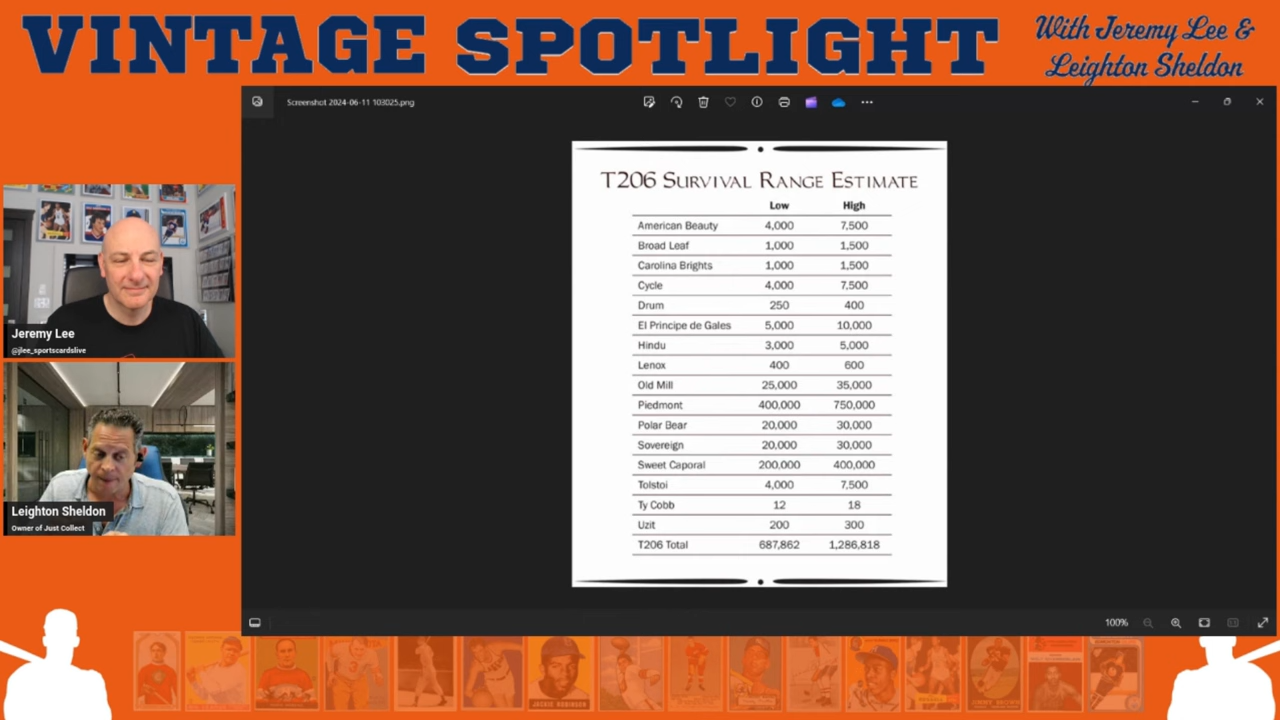 VINTAGE SPOTLIGHT
With Jeremy Lee &
Leighton Sheldon
Screenshot 2024-06-11 103025.png
T206 Survival Range Estimate
Low High
American Beauty 4,000 7,500
Broad Leaf 1,000 1,500
Carolina Brights 1,000 1,500
Cycle 4,000 7,500
Drum 250 400
El Principe de Gales 5,000 10,000
Hindu 3,000 5,000
Lenox 400 600
Old Mill 25,000 35,000
Piedmont 400,000 750,000
Polar Bear 20,000 30,000
Sovereign 20,000 30,000
Sweet Caporal 200,000 400,000
Tolstoi 4,000 7,500
Ty Cobb 12 18
Uzit 200 300
T206 Total 687,862 1,286,818
Jeremy Lee
@jlee_sportscardslive
Leighton Sheldon
Owner of Just Collect
100%
JACKIE ROBINSON